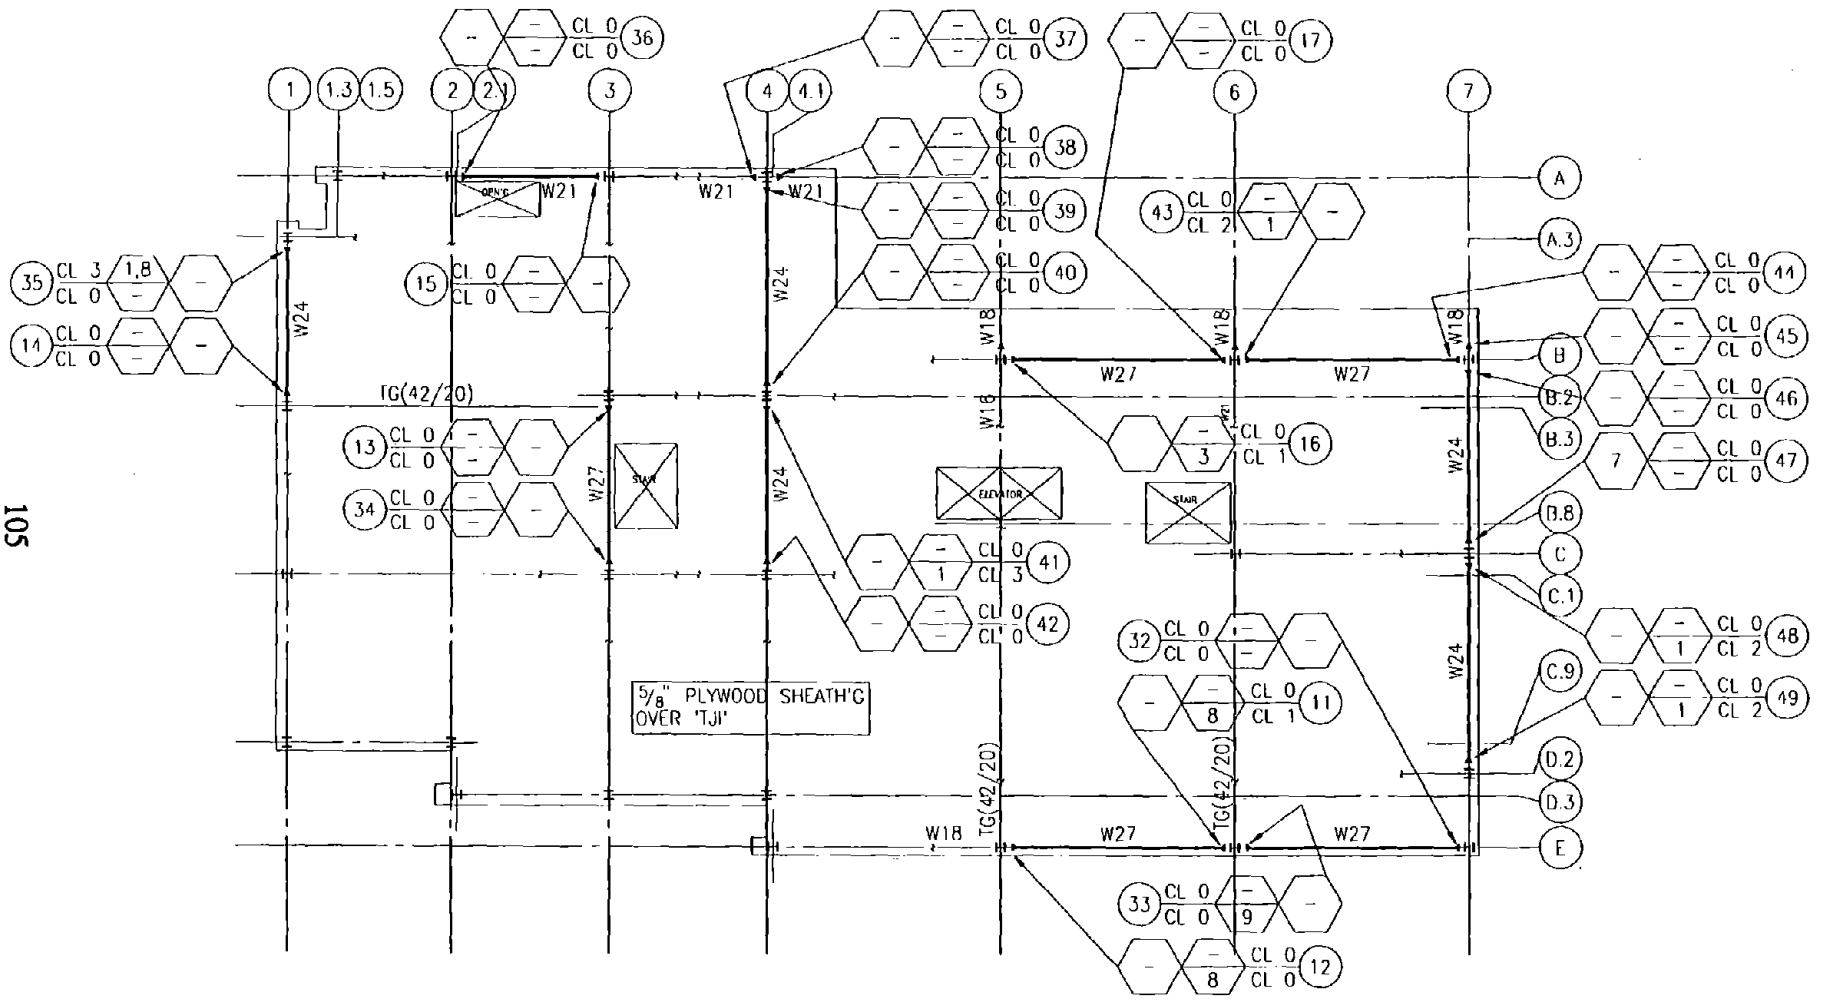 - - - CL 0 CL 0 36
- - - CL 0 CL 0 37
- - - CL 0 CL 0 17
1 1.3 1.5 2 2.1 3 4 4.1 5 6 7
- - - CL 0 CL 0 38
OPN'G W21 W21 W21 A
- - - CL 0 CL 0 39
43 CL 0 CL 2 - 1 -
A.3
35 CL 3 CL 0 1,8 - -
15 CL 0 CL 0 - - -
- - - CL 0 CL 0 40
- - - CL 0 CL 0 44
W24 W24 W18 W18 W18
14 CL 0 CL 0 - - -
- - - CL 0 CL 0 45
B
W27 W27
TG(42/20)
B.2
- - - CL 0 CL 0 46
W16 W21
13 CL 0 CL 0 - - -
- 3 CL 0 CL 1 16
B.3
W24
7 - - CL 0 CL 0 47
W27 STAIR W24 ELEVATOR STAIR
34 CL 0 CL 0 - - -
B.8
105
- - 1 CL 0 CL 3 41
C
C.1
- - - CL 0 CL 0 42
32 CL 0 CL 0 - - -
- - 1 CL 0 CL 2 48
W24
C.9
5/8" PLYWOOD SHEATH'G
OVER 'TJI'
- - 8 CL 0 CL 1 11
- - 1 CL 0 CL 2 49
TG(42/20) TG(42/20)
D.2
D.3
W18 W27 W27 E
33 CL 0 CL 0 - 9 -
- - 8 CL 0 CL 0 12